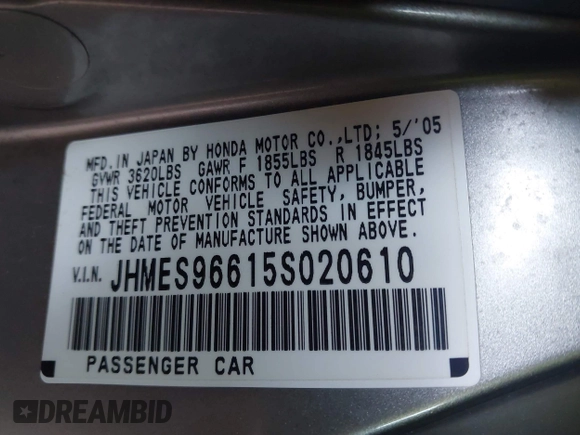 MFD. IN JAPAN BY HONDA MOTOR CO.,LTD; 5/'05
GVWR 3620LBS GAWR F 1855LBS R 1845LBS
THIS VEHICLE CONFORMS TO ALL APPLICABLE
FEDERAL MOTOR VEHICLE SAFETY, BUMPER,
AND THEFT PREVENTION STANDARDS IN EFFECT
ON THE DATE OF MANUFACTURE SHOWN ABOVE.
V.I.N. JHMES96615S020610
PASSENGER CAR
DREAMBID